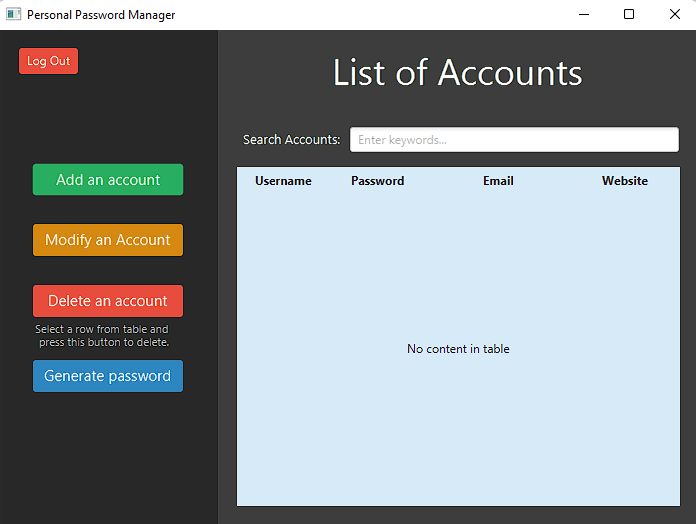 Personal Password Manager
Log Out
Add an account
Modify an Account
Delete an account
Select a row from table and
press this button to delete.
Generate password
List of Accounts
Search Accounts: Enter keywords...
Username Password Email Website
No content in table